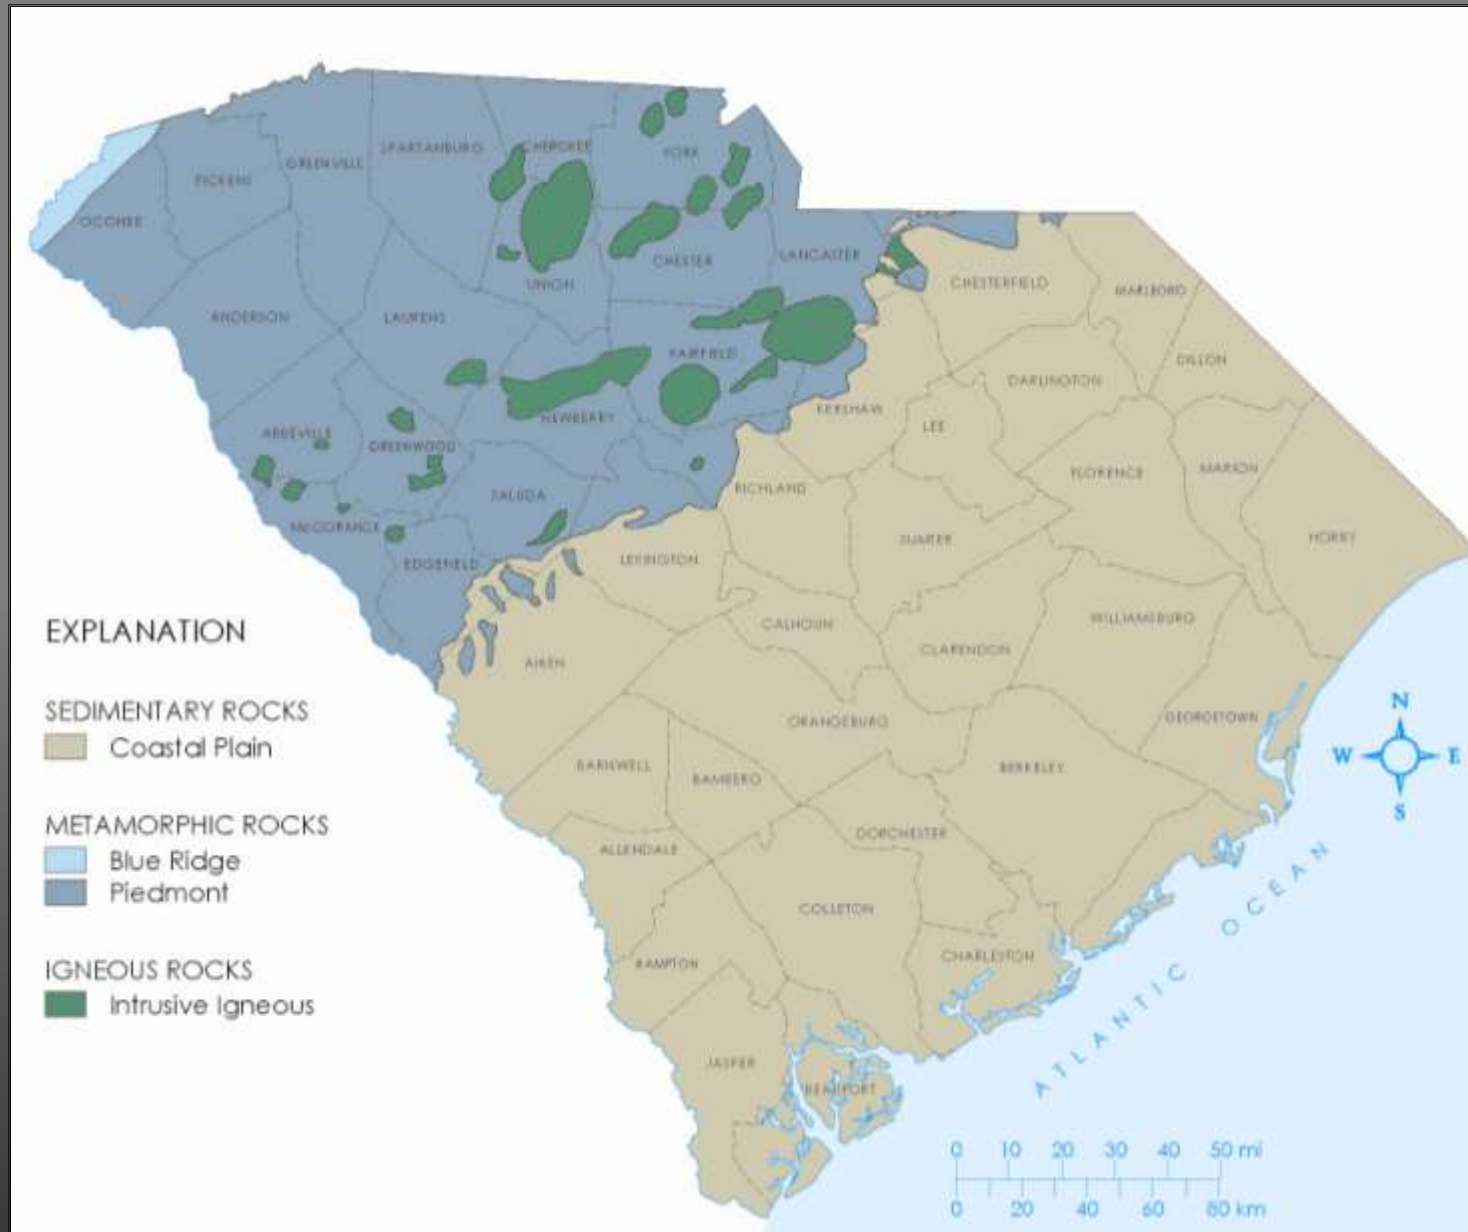 SPARTANBURG
CHEROKEE
YORK
GREENVILLE
PICKENS
OCONEE
LANCASTER
CHESTER
UNION
CHESTERFIELD
MARLBORO
ANDERSON
LAURENS
FAIRFIELD
DILLON
DARLINGTON
KERSHAW
NEWBERRY
LEE
ABBEVILLE
GREENWOOD
FLORENCE
MARION
RICHLAND
SALUDA
McCORMICK
SUMTER
HORRY
EDGEFIELD
LEXINGTON
CALHOUN
WILLIAMSBURG
CLARENDON
AIKEN
ORANGEBURG
GEORGETOWN
BARNWELL
BAMBERG
BERKELEY
DORCHESTER
ALLENDALE
COLLETON
CHARLESTON
HAMPTON
JASPER
BEAUFORT
EXPLANATION
SEDIMENTARY ROCKS
Coastal Plain
METAMORPHIC ROCKS
Blue Ridge
Piedmont
IGNEOUS ROCKS
Intrusive Igneous
N
W E
S
ATLANTIC OCEAN
0 10 20 30 40 50 mi
0 20 40 60 80 km